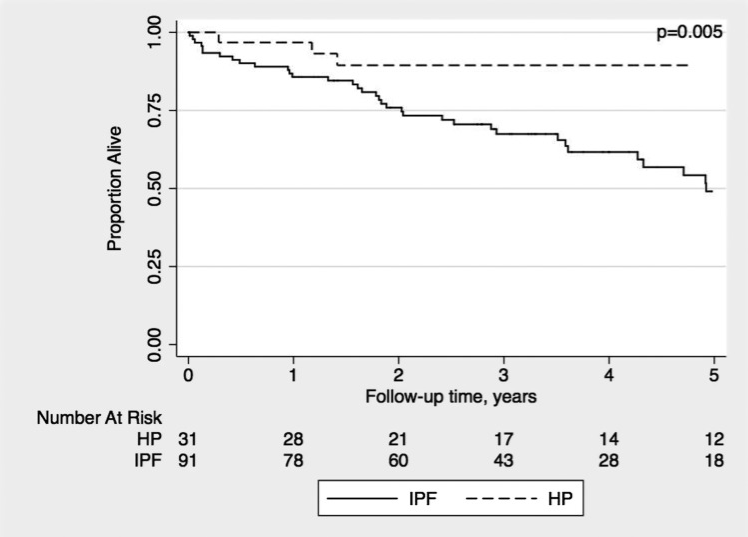 p=0.005
1.00
0.75
0.50
0.25
0.00
Proportion Alive
0 1 2 3 4 5
Follow-up time, years
Number At Risk
HP 31 28 21 17 14 12
IPF 91 78 60 43 28 18
IPF HP